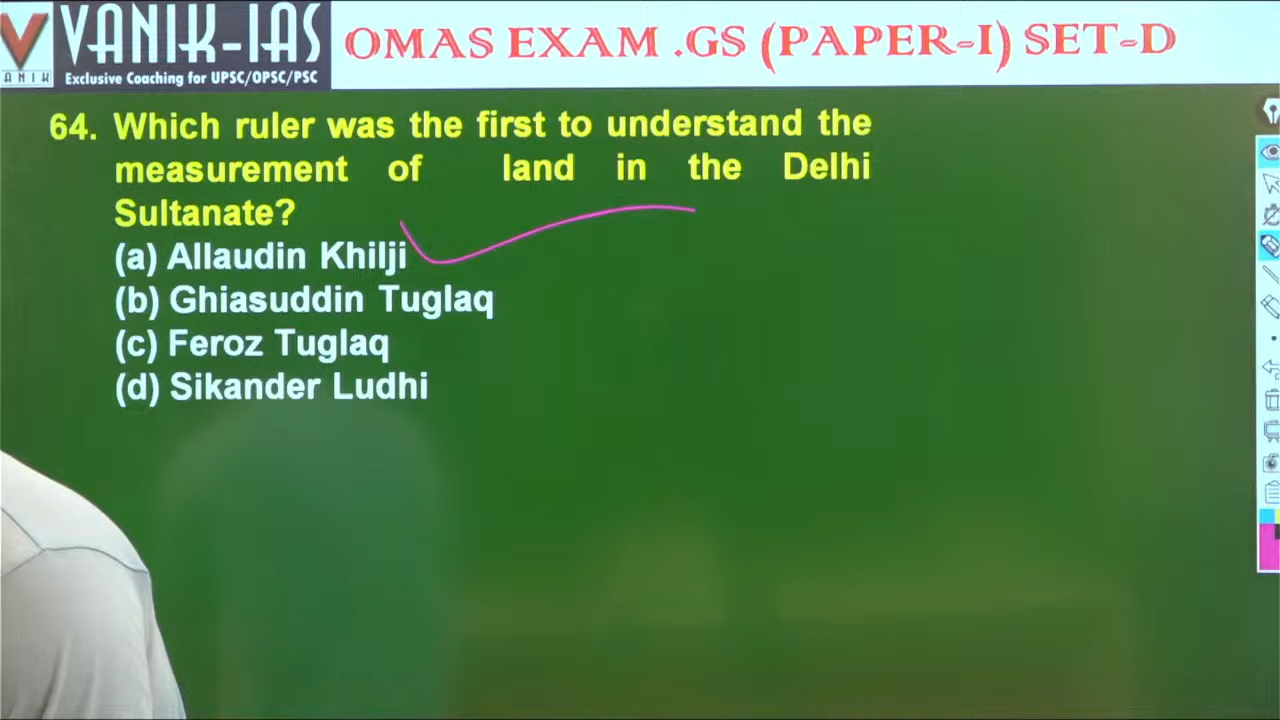 VANIK-IAS
VANIK
Exclusive Coaching for UPSC/OPSC/PSC
OMAS EXAM .GS (PAPER-I) SET-D
64. Which ruler was the first to understand the
measurement of land in the Delhi
Sultanate?
(a) Allaudin Khilji
(b) Ghiasuddin Tuglaq
(c) Feroz Tuglaq
(d) Sikander Ludhi